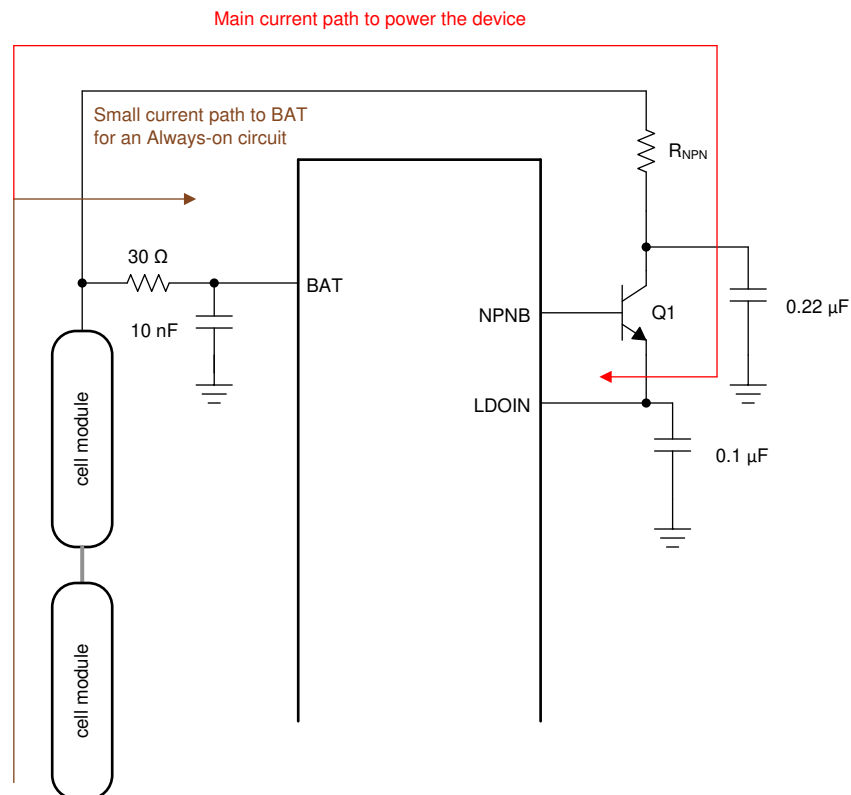 Main current path to power the device
Small current path to BAT
for an Always-on circuit
RNPN
30 Ω
BAT
10 nF
NPNB
Q1
0.22 µF
LDOIN
0.1 µF
cell module
cell module